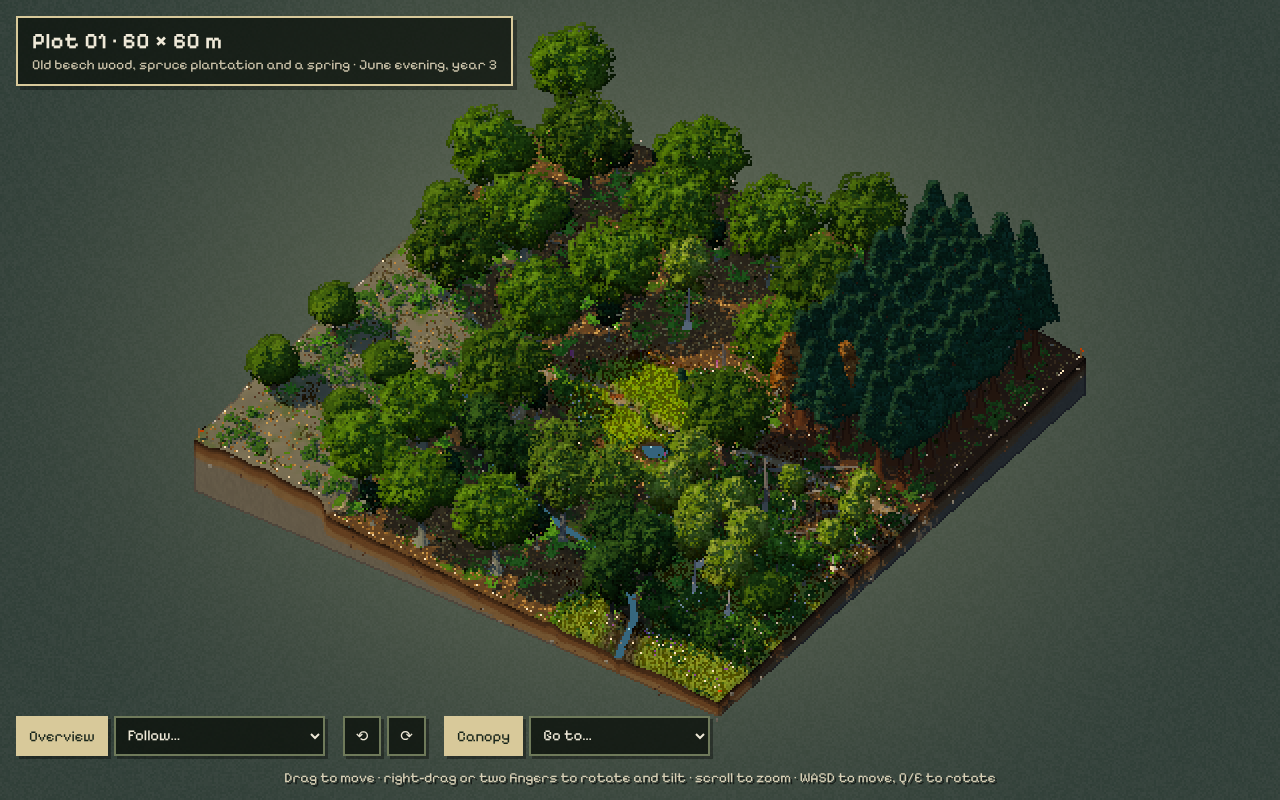 Plot 01 · 60 × 60 m
Old beech wood, spruce plantation and a spring · June evening, year 3
Overview
Follow...
⟲
⟳
Canopy
Go to...
Drag to move · right-drag or two fingers to rotate and tilt · scroll to zoom · WASD to move, Q/E to rotate